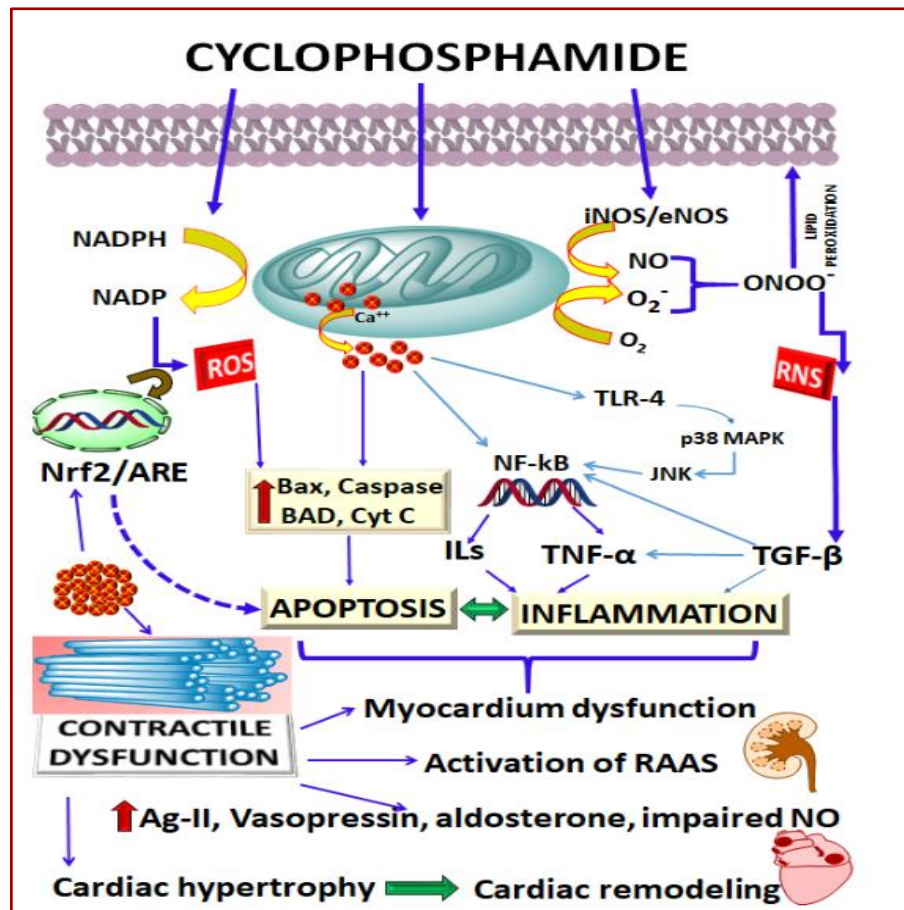 CYCLOPHOSPHAMIDE
NADPH
NADP
iNOS/eNOS
NO
O₂⁻
O₂
ONOO⁻
LIPID
PEROXIDATION
Ca⁺⁺
ROS
RNS
TLR-4
p38 MAPK
JNK
NF-kB
Nrf2/ARE
Bax, Caspase
BAD, Cyt C
ILs
TNF-α
TGF-β
APOPTOSIS
INFLAMMATION
CONTRACTILE
DYSFUNCTION
Myocardium dysfunction
Activation of RAAS
Ag-II, Vasopressin, aldosterone, impaired NO
Cardiac hypertrophy
Cardiac remodeling